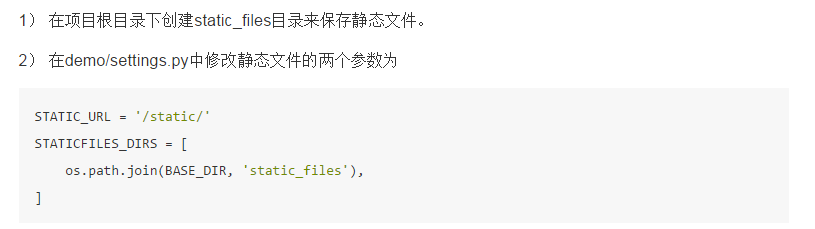 1） 在项目根目录下创建static_files目录来保存静态文件。
2） 在demo/settings.py中修改静态文件的两个参数为
STATIC_URL = '/static/'
STATICFILES_DIRS = [
    os.path.join(BASE_DIR, 'static_files'),
]